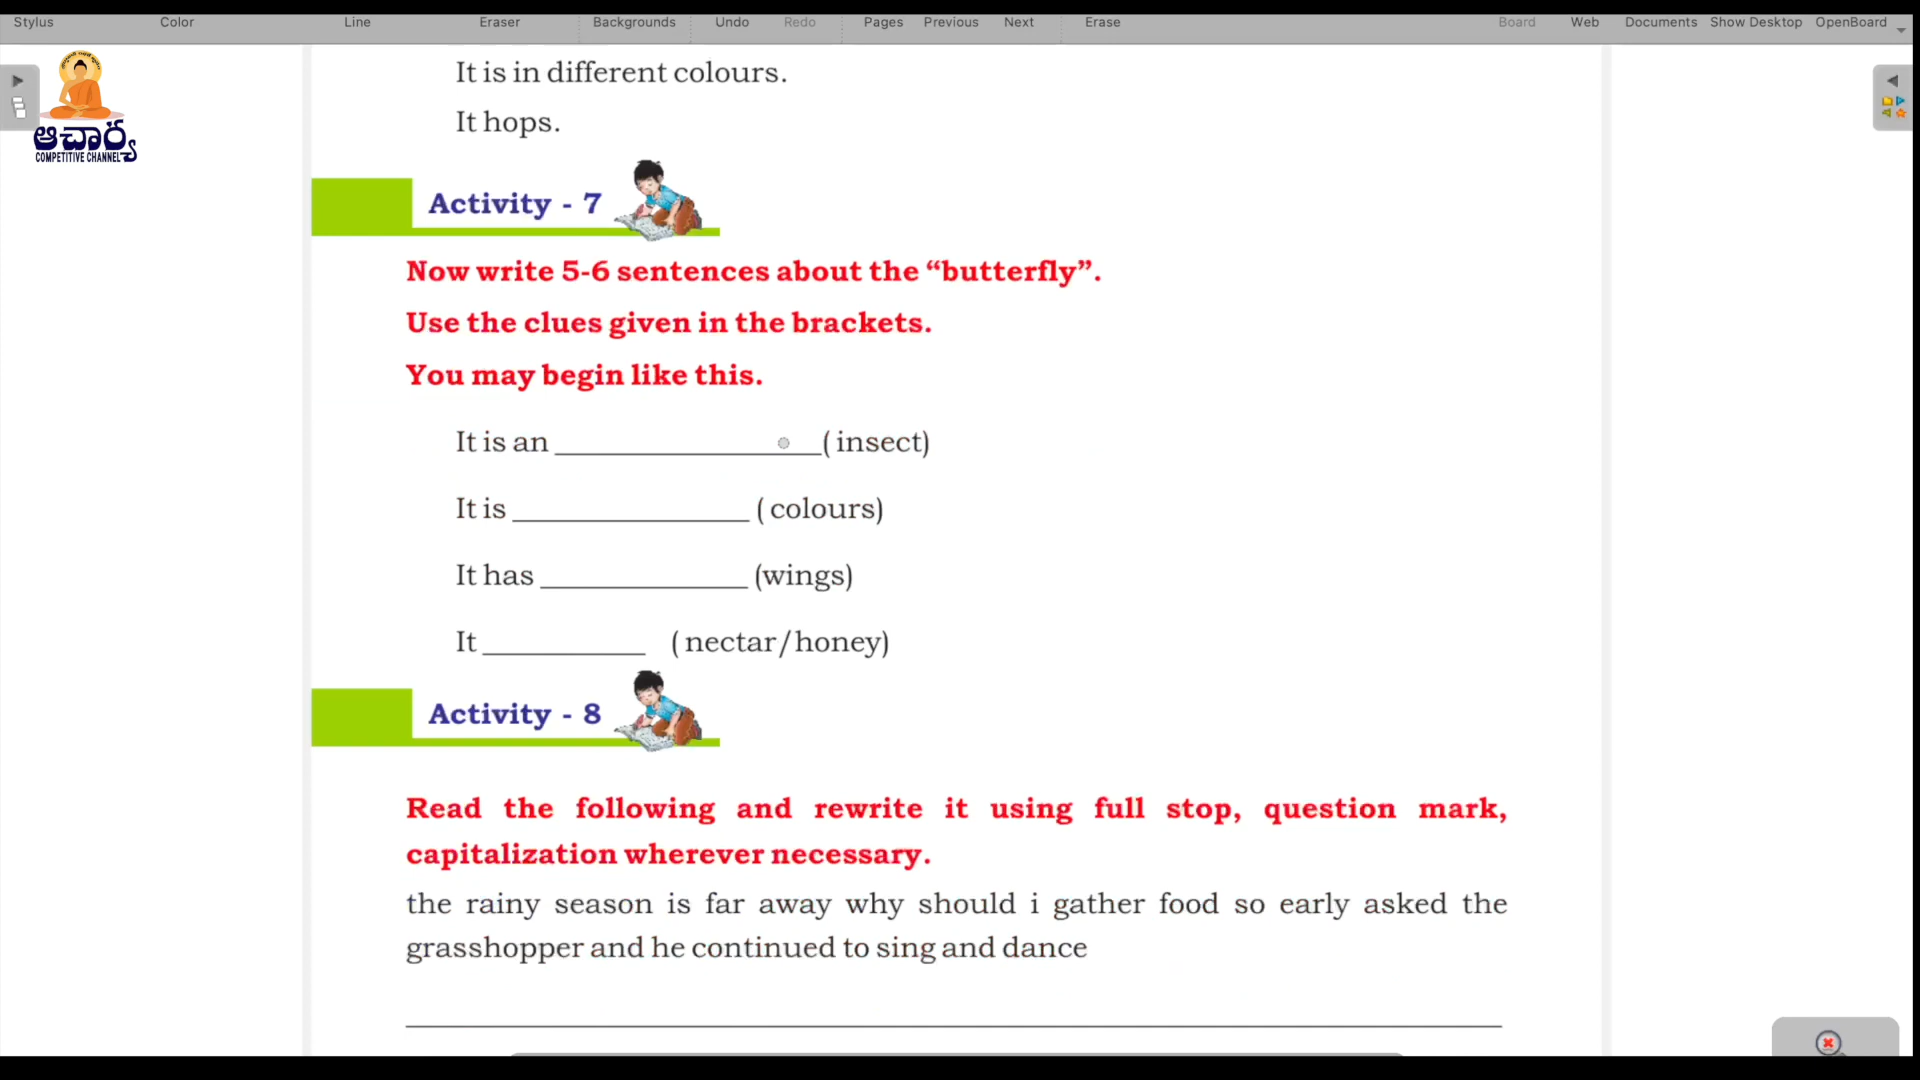 Stylus Color Line Eraser Backgrounds Undo Redo Pages Previous Next Erase Board Web Documents Show Desktop OpenBoard
It is in different colours.
It hops.
ఆచార్య
COMPETITIVE CHANNEL
Activity - 7
Now write 5-6 sentences about the “butterfly”.
Use the clues given in the brackets.
You may begin like this.
It is an ____________________( insect)
It is __________________ ( colours)
It has ________________ (wings)
It ____________ ( nectar/honey)
Activity - 8
Read the following and rewrite it using full stop, question mark,
capitalization wherever necessary.
the rainy season is far away why should i gather food so early asked the
grasshopper and he continued to sing and dance